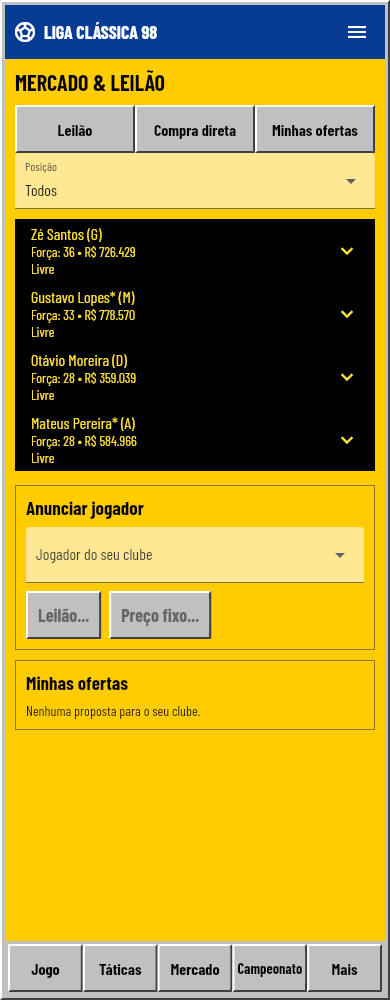 LIGA CLÁSSICA 98
MERCADO & LEILÃO
Leilão
Compra direta
Minhas ofertas
Posição
Todos
Zé Santos (G)
Força: 36 • R$ 726.429
Livre
Gustavo Lopes* (M)
Força: 33 • R$ 778.570
Livre
Otávio Moreira (D)
Força: 28 • R$ 359.039
Livre
Mateus Pereira* (A)
Força: 28 • R$ 584.966
Livre
Anunciar jogador
Jogador do seu clube
Leilão...
Preço fixo...
Minhas ofertas
Nenhuma proposta para o seu clube.
Jogo
Táticas
Mercado
Campeonato
Mais